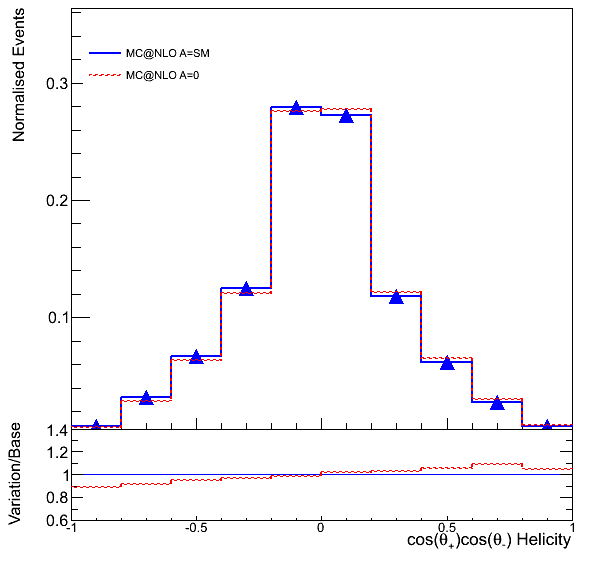 Normalised Events
MC@NLO A=SM
MC@NLO A=0
0.3
0.2
0.1
Variation/Base
1.4
1.2
1
0.8
0.6
-1 -0.5 0 0.5 1
cos(θ₊)cos(θ₋) Helicity